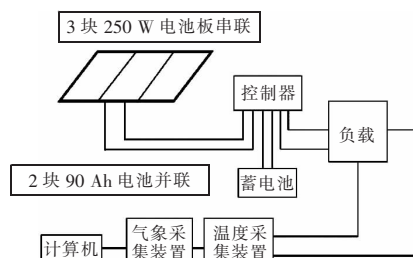 3 块 250 W 电池板串联
控制器
负载
2 块 90 Ah 电池并联
蓄电池
气象采
集装置
温度采
集装置
计算机